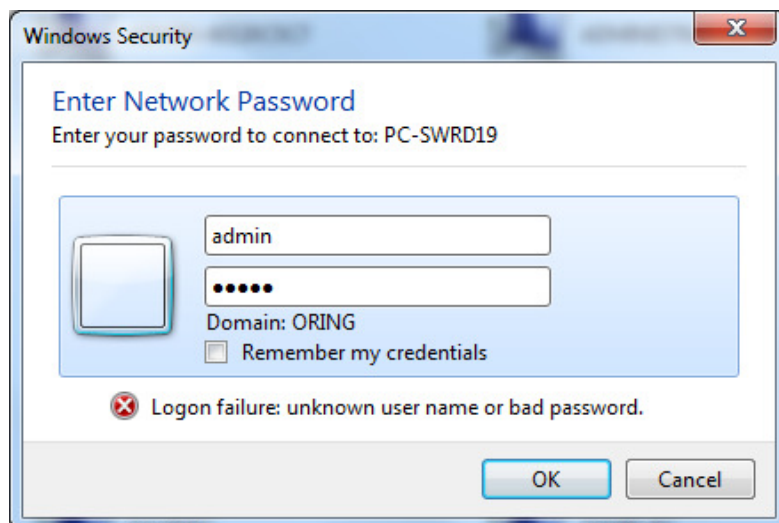 Windows Security
Enter Network Password
Enter your password to connect to: PC-SWRD19
admin
●●●●●
Domain: ORING
Remember my credentials
Logon failure: unknown user name or bad password.
OK Cancel